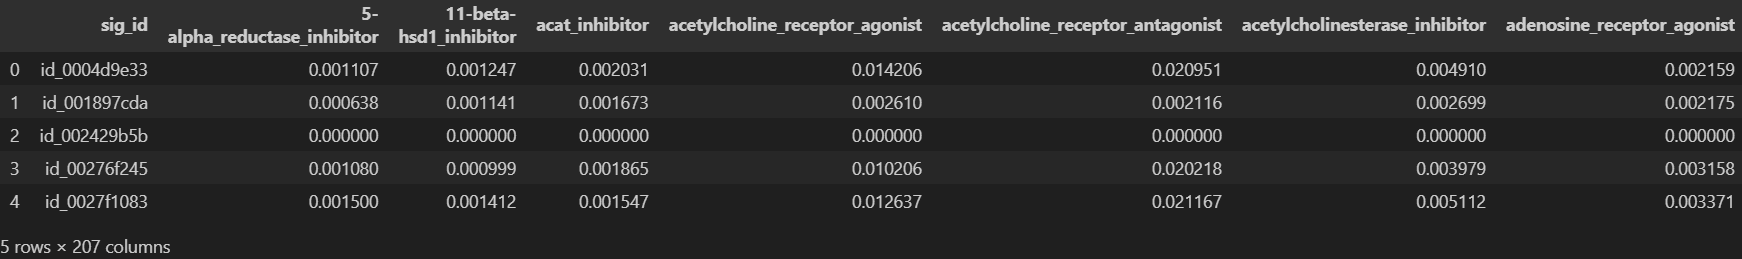 sig_id 5-alpha_reductase_inhibitor 11-beta-hsd1_inhibitor acat_inhibitor acetylcholine_receptor_agonist acetylcholine_receptor_antagonist acetylcholinesterase_inhibitor adenosine_receptor_agonist
0 id_0004d9e33 0.001107 0.001247 0.002031 0.014206 0.020951 0.004910 0.002159
1 id_001897cda 0.000638 0.001141 0.001673 0.002610 0.002116 0.002699 0.002175
2 id_002429b5b 0.000000 0.000000 0.000000 0.000000 0.000000 0.000000 0.000000
3 id_00276f245 0.001080 0.000999 0.001865 0.010206 0.020218 0.003979 0.003158
4 id_0027f1083 0.001500 0.001412 0.001547 0.012637 0.021167 0.005112 0.003371
5 rows × 207 columns